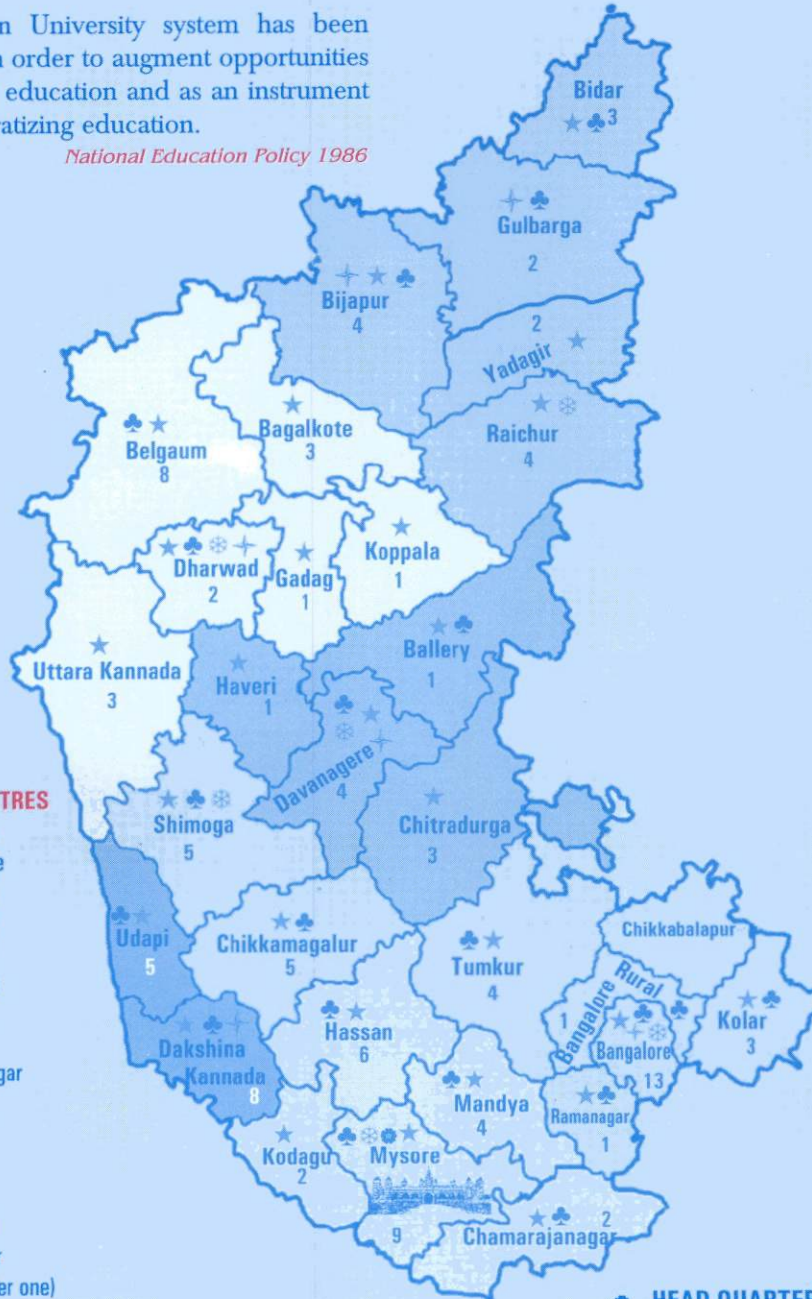 n University system has been
n order to augment opportunities
education and as an instrument
ratizing education.
National Education Policy 1986
Bidar
3
Gulbarga
2
Bijapur
4
2
Yadagir
Raichur
4
Belgaum
8
Bagalkote
3
Dharwad
2
Gadag
1
Koppala
1
Ballery
1
Uttara Kannada
3
Haveri
1
Davanagere
4
TRES
Shimoga
5
Chitradurga
3
e
Udapi
5
Chikkamagalur
5
Tumkur
4
Chikkabalapur
Bangalore Rural
1
Kolar
3
Bangalore
13
Hassan
6
Dakshina
Kannada
8
gar
Mandya
4
Ramanagar
1
Kodagu
2
Mysore
9
2
Chamarajanagar
er one)
HEAD QUARTER